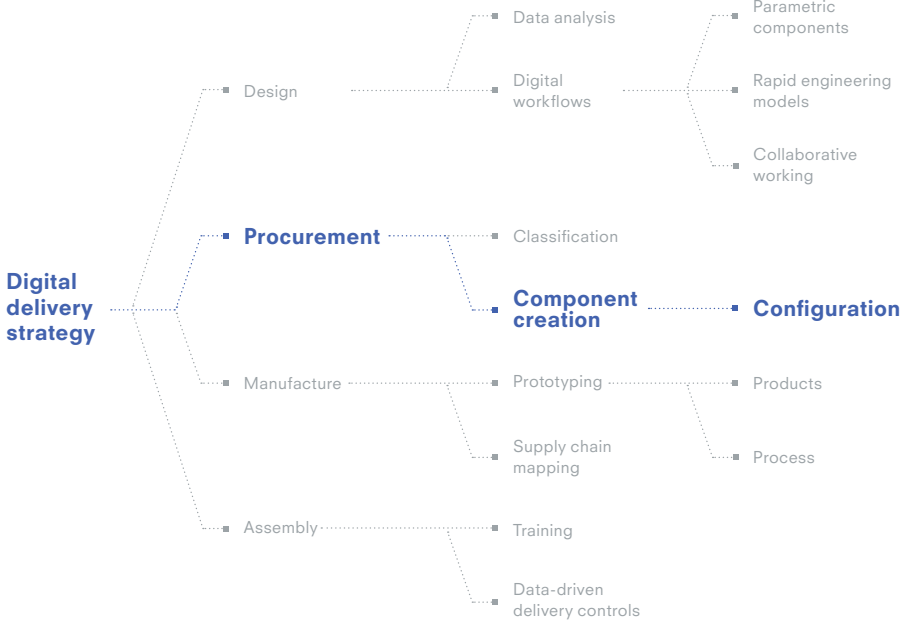 Digital
delivery
strategy
Design
Data analysis
Digital
workflows
Parametric
components
Rapid engineering
models
Collaborative
working
Procurement
Classification
Component
creation
Configuration
Manufacture
Prototyping
Products
Process
Supply chain
mapping
Assembly
Training
Data-driven
delivery controls